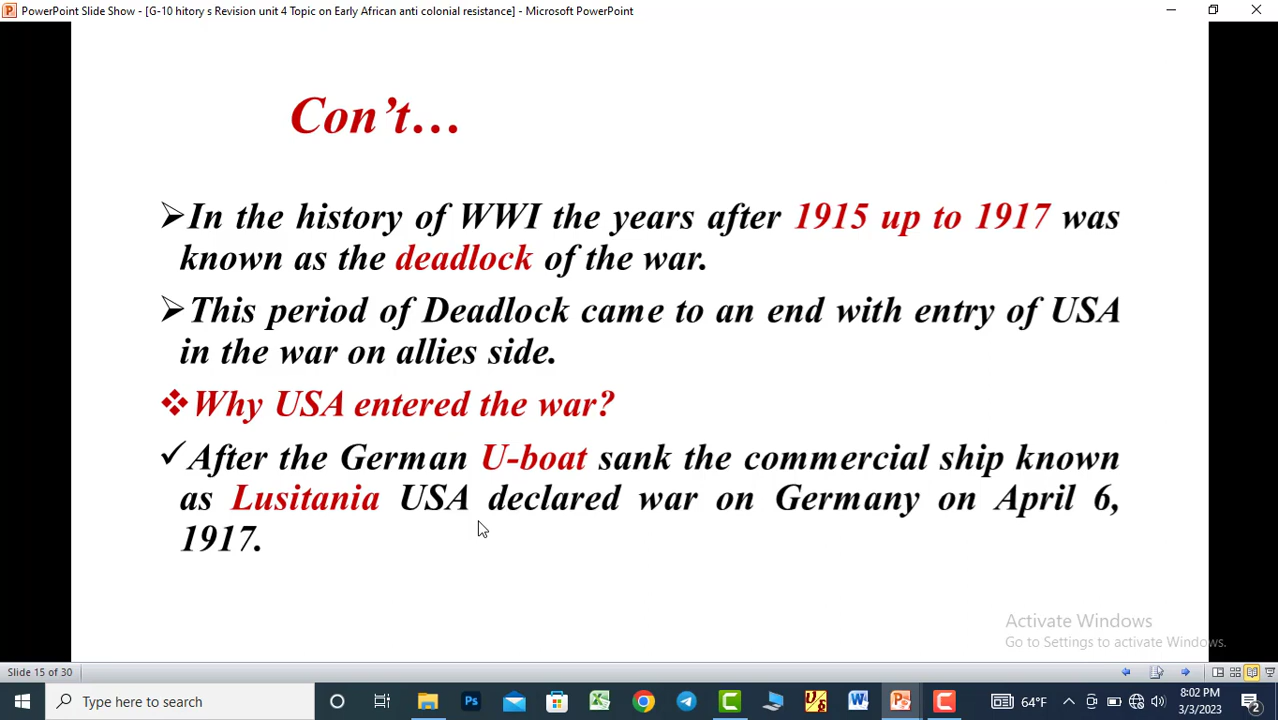 PowerPoint Slide Show - [G-10 hitory s Revision unit 4 Topic on Early African anti colonial resistance] - Microsoft PowerPoint
Con’t…
In the history of WWI the years after 1915 up to 1917 was
known as the deadlock of the war.
This period of Deadlock came to an end with entry of USA
in the war on allies side.
Why USA entered the war?
After the German U-boat sank the commercial ship known
as Lusitania USA declared war on Germany on April 6,
1917.
Activate Windows
Go to Settings to activate Windows.
Slide 15 of 30
Type here to search
64°F
8:02 PM
3/3/2023
2